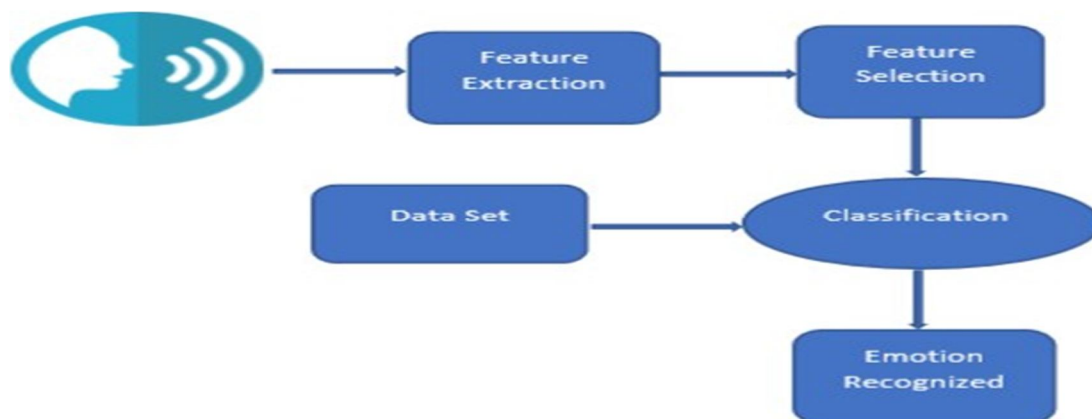 Feature
Extraction
Feature
Selection
Data Set
Classification
Emotion
Recognized